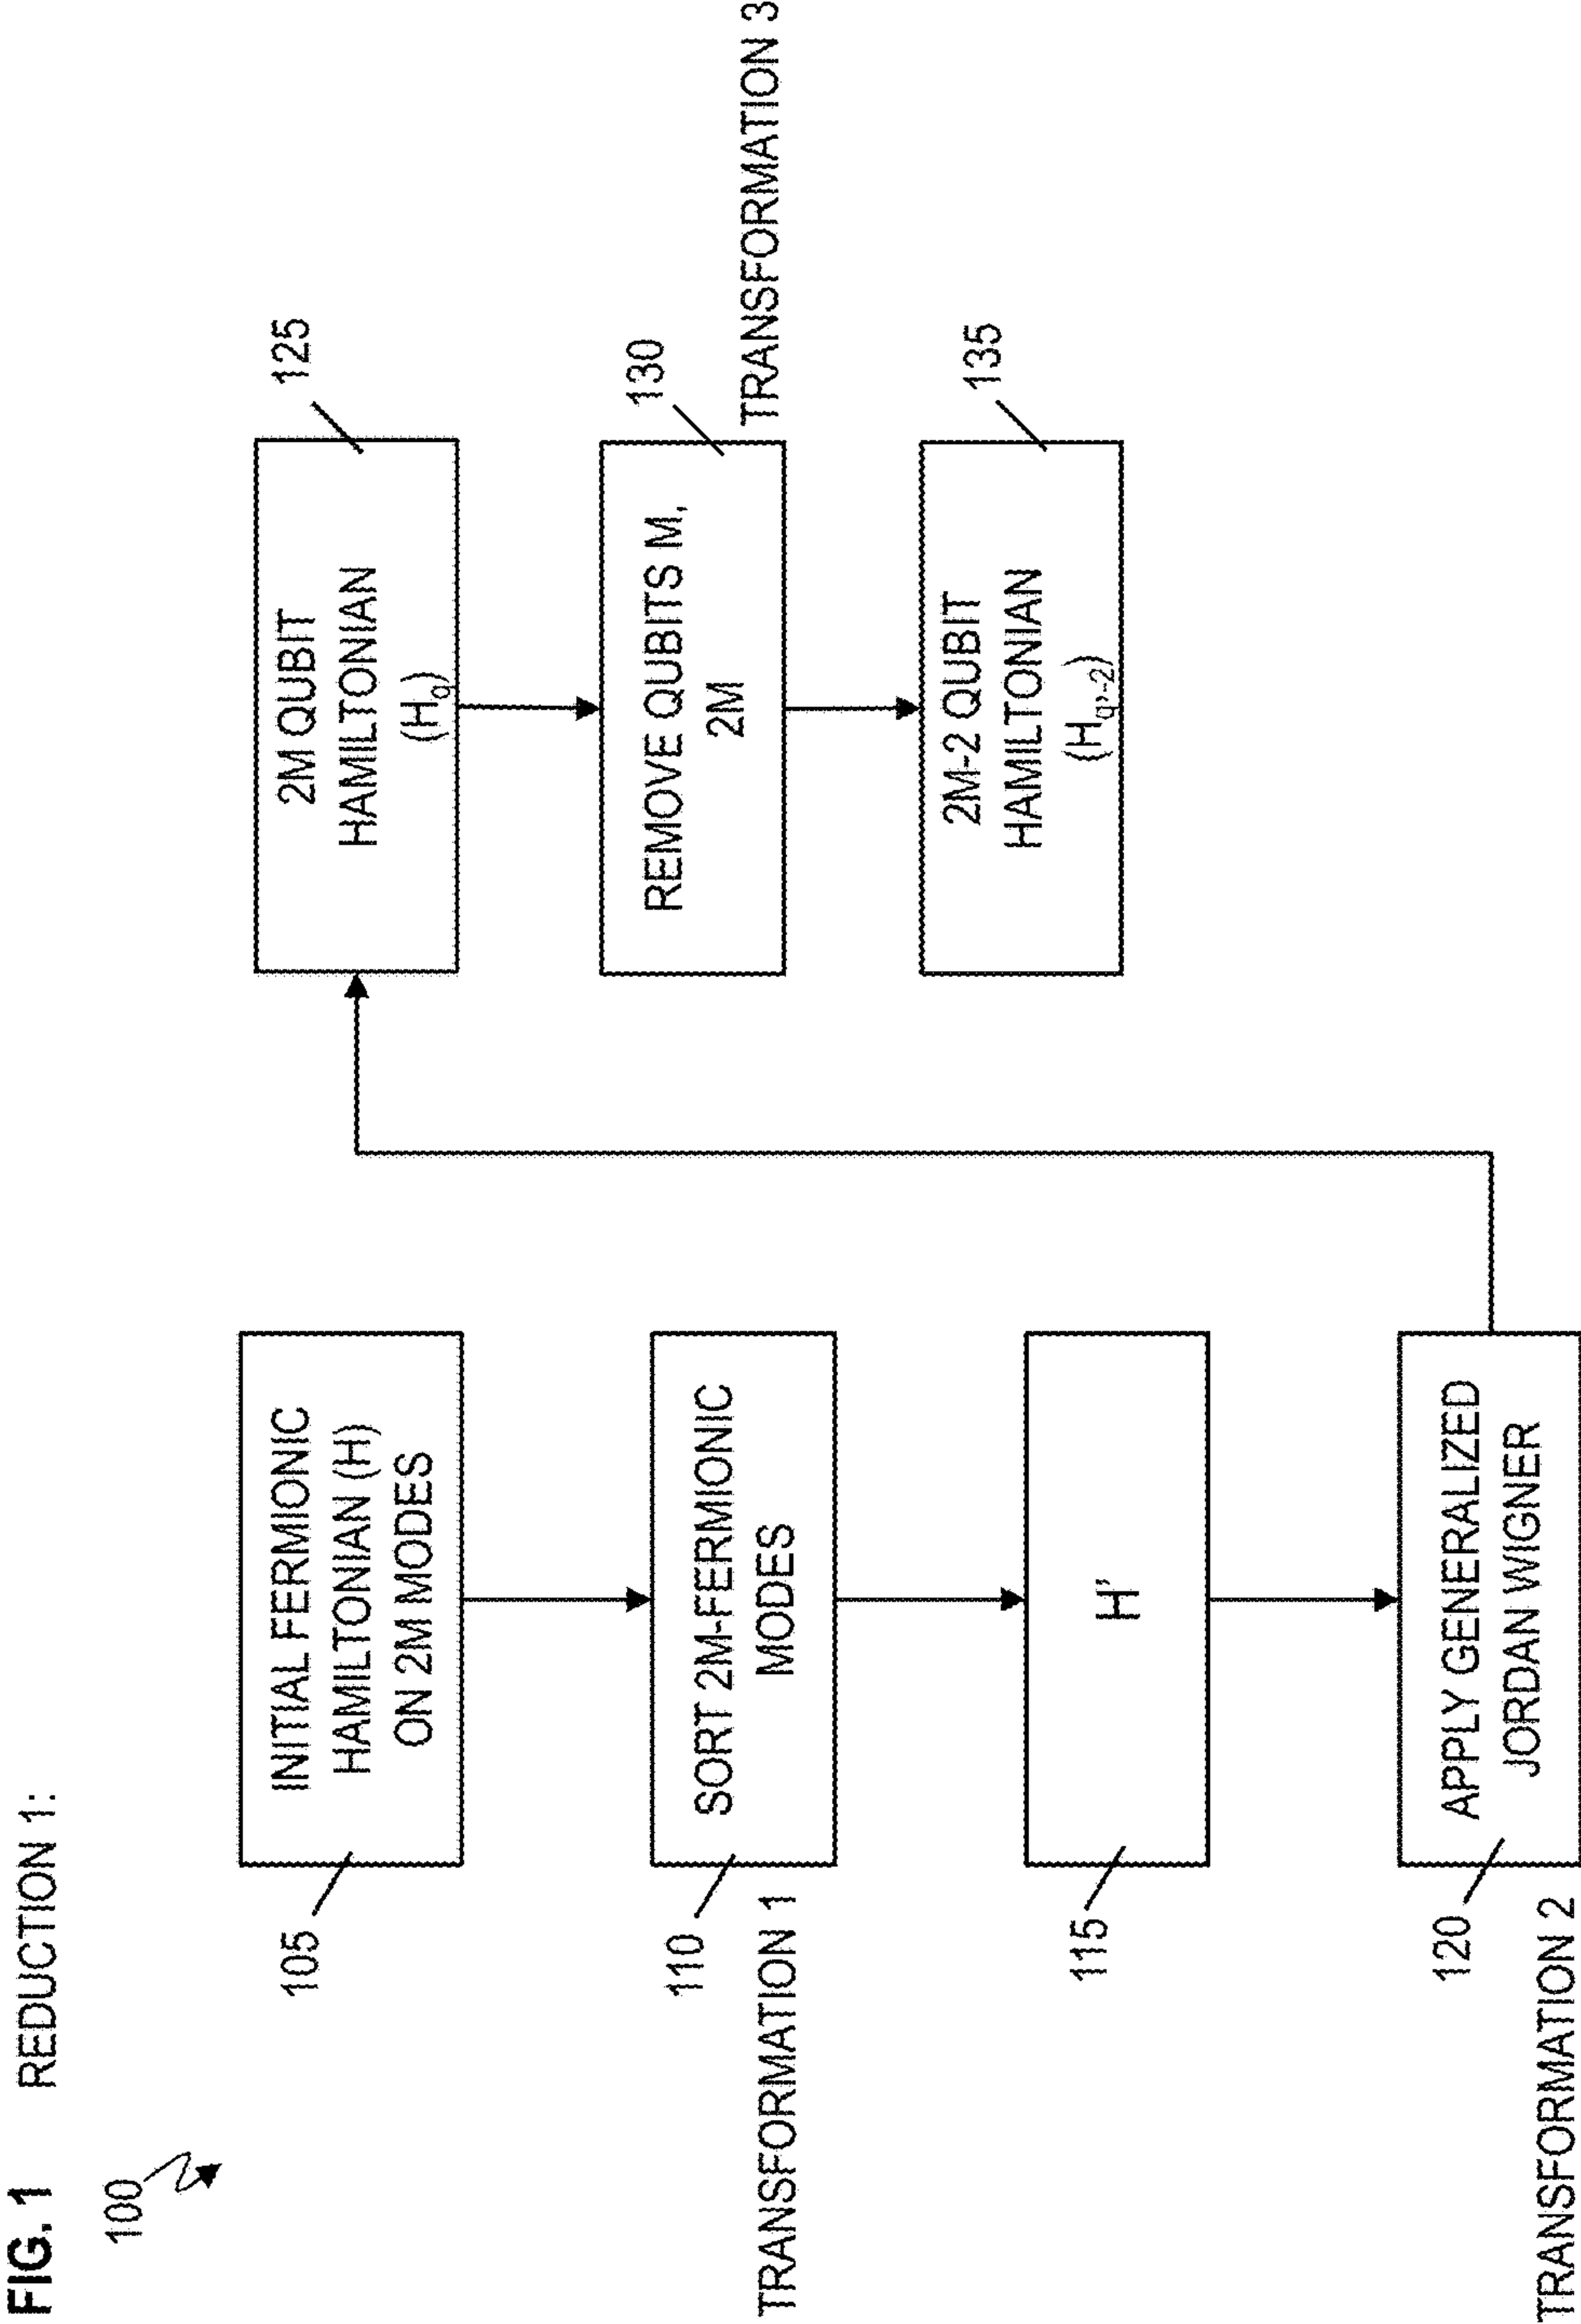 FIG. 1 REDUCTION 1:
100
105
INITIAL FERMIONIC
HAMILTONIAN (H)
ON 2M MODES
110
TRANSFORMATION 1
SORT 2M-FERMIONIC
MODES
115
H'
120
TRANSFORMATION 2
APPLY GENERALIZED
JORDAN WIGNER
125
2M QUBIT
HAMILTONIAN
(Hq)
130
TRANSFORMATION 3
REMOVE QUBITS M,
2M
135
2M-2 QUBIT
HAMILTONIAN
(Hq,-2)